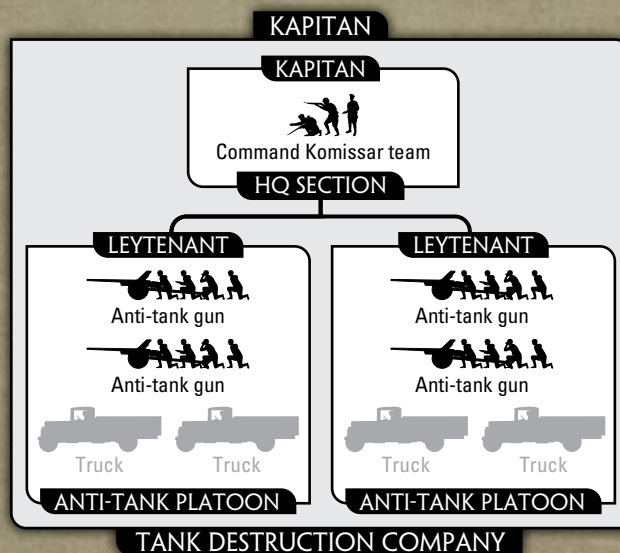 KAPITAN
KAPITAN
Command Komissar team
HQ SECTION
LEYTENANT
Anti-tank gun
Anti-tank gun
Truck Truck
ANTI-TANK PLATOON
LEYTENANT
Anti-tank gun
Anti-tank gun
Truck Truck
ANTI-TANK PLATOON
TANK DESTRUCTION COMPANY